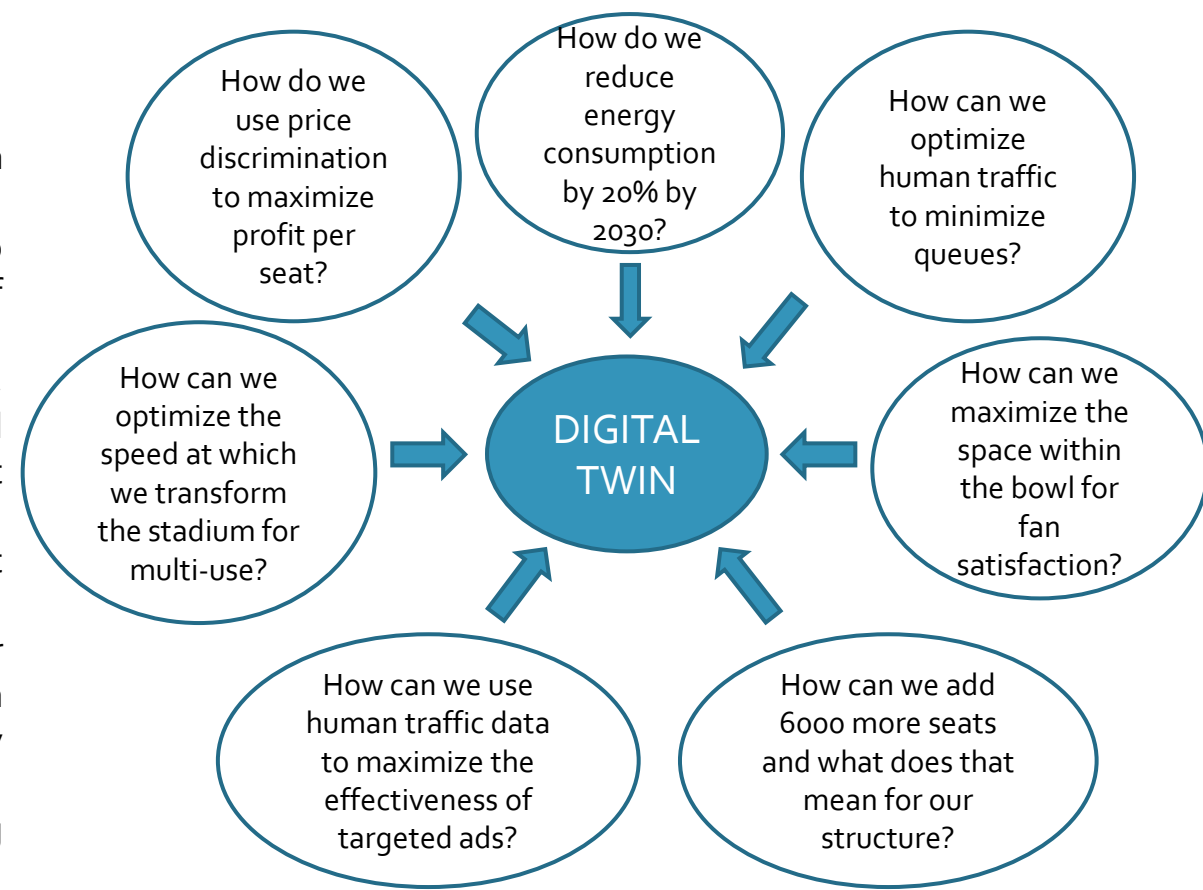 How do we
use price
discrimination
to maximize
profit per
seat?
How do we
reduce
energy
consumption
by 20% by
2030?
How can we
optimize
human traffic
to minimize
queues?
How can we
optimize the
speed at which
we transform
the stadium for
multi-use?
DIGITAL
TWIN
How can we
maximize the
space within
the bowl for
fan
satisfaction?
How can we use
human traffic data
to maximize the
effectiveness of
targeted ads?
How can we add
6000 more seats
and what does that
mean for our
structure?